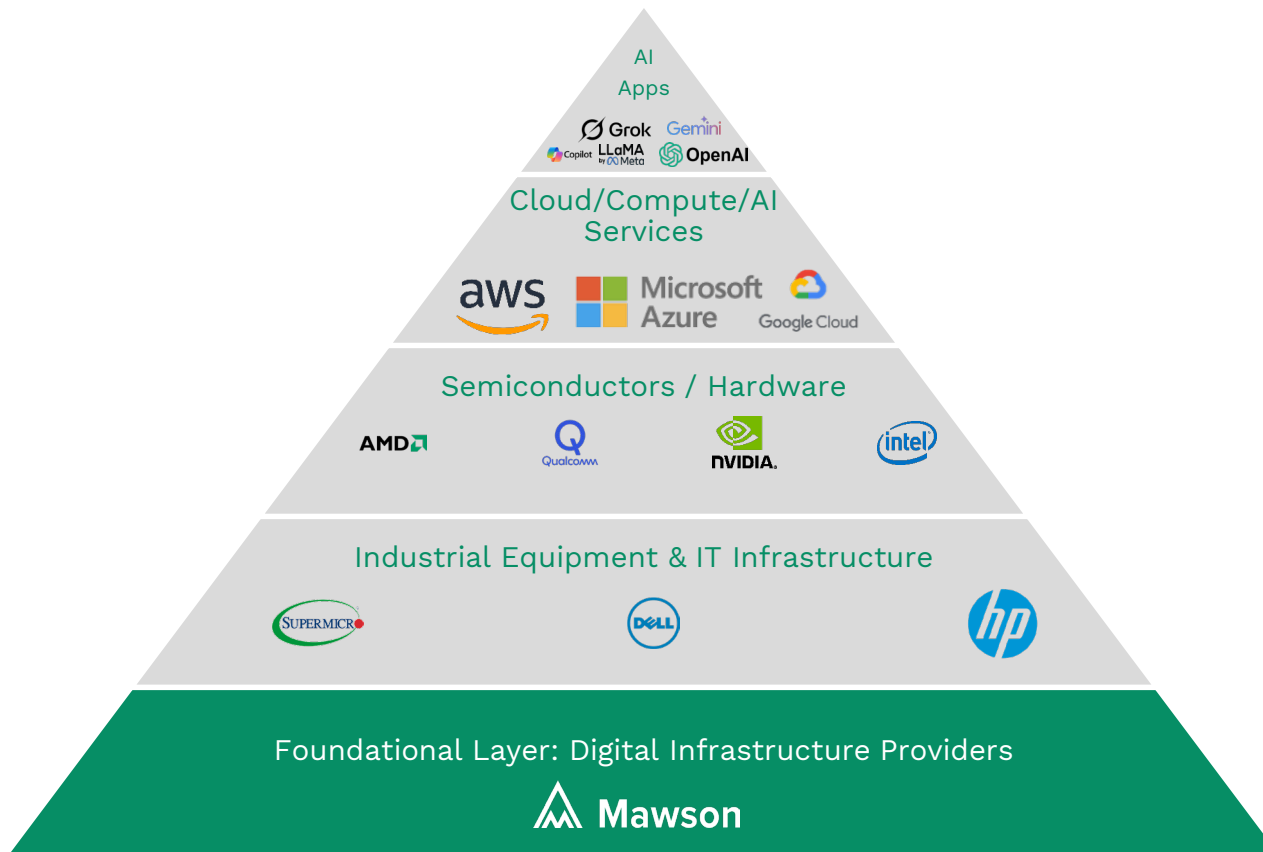 AI
Apps
Grok Gemini
Copilot LLaMA by Meta OpenAI
Cloud/Compute/AI
Services
aws Microsoft Azure Google Cloud
Semiconductors / Hardware
AMD Qualcomm NVIDIA. intel
Industrial Equipment & IT Infrastructure
SUPERMICRO DELL hp
Foundational Layer: Digital Infrastructure Providers
Mawson